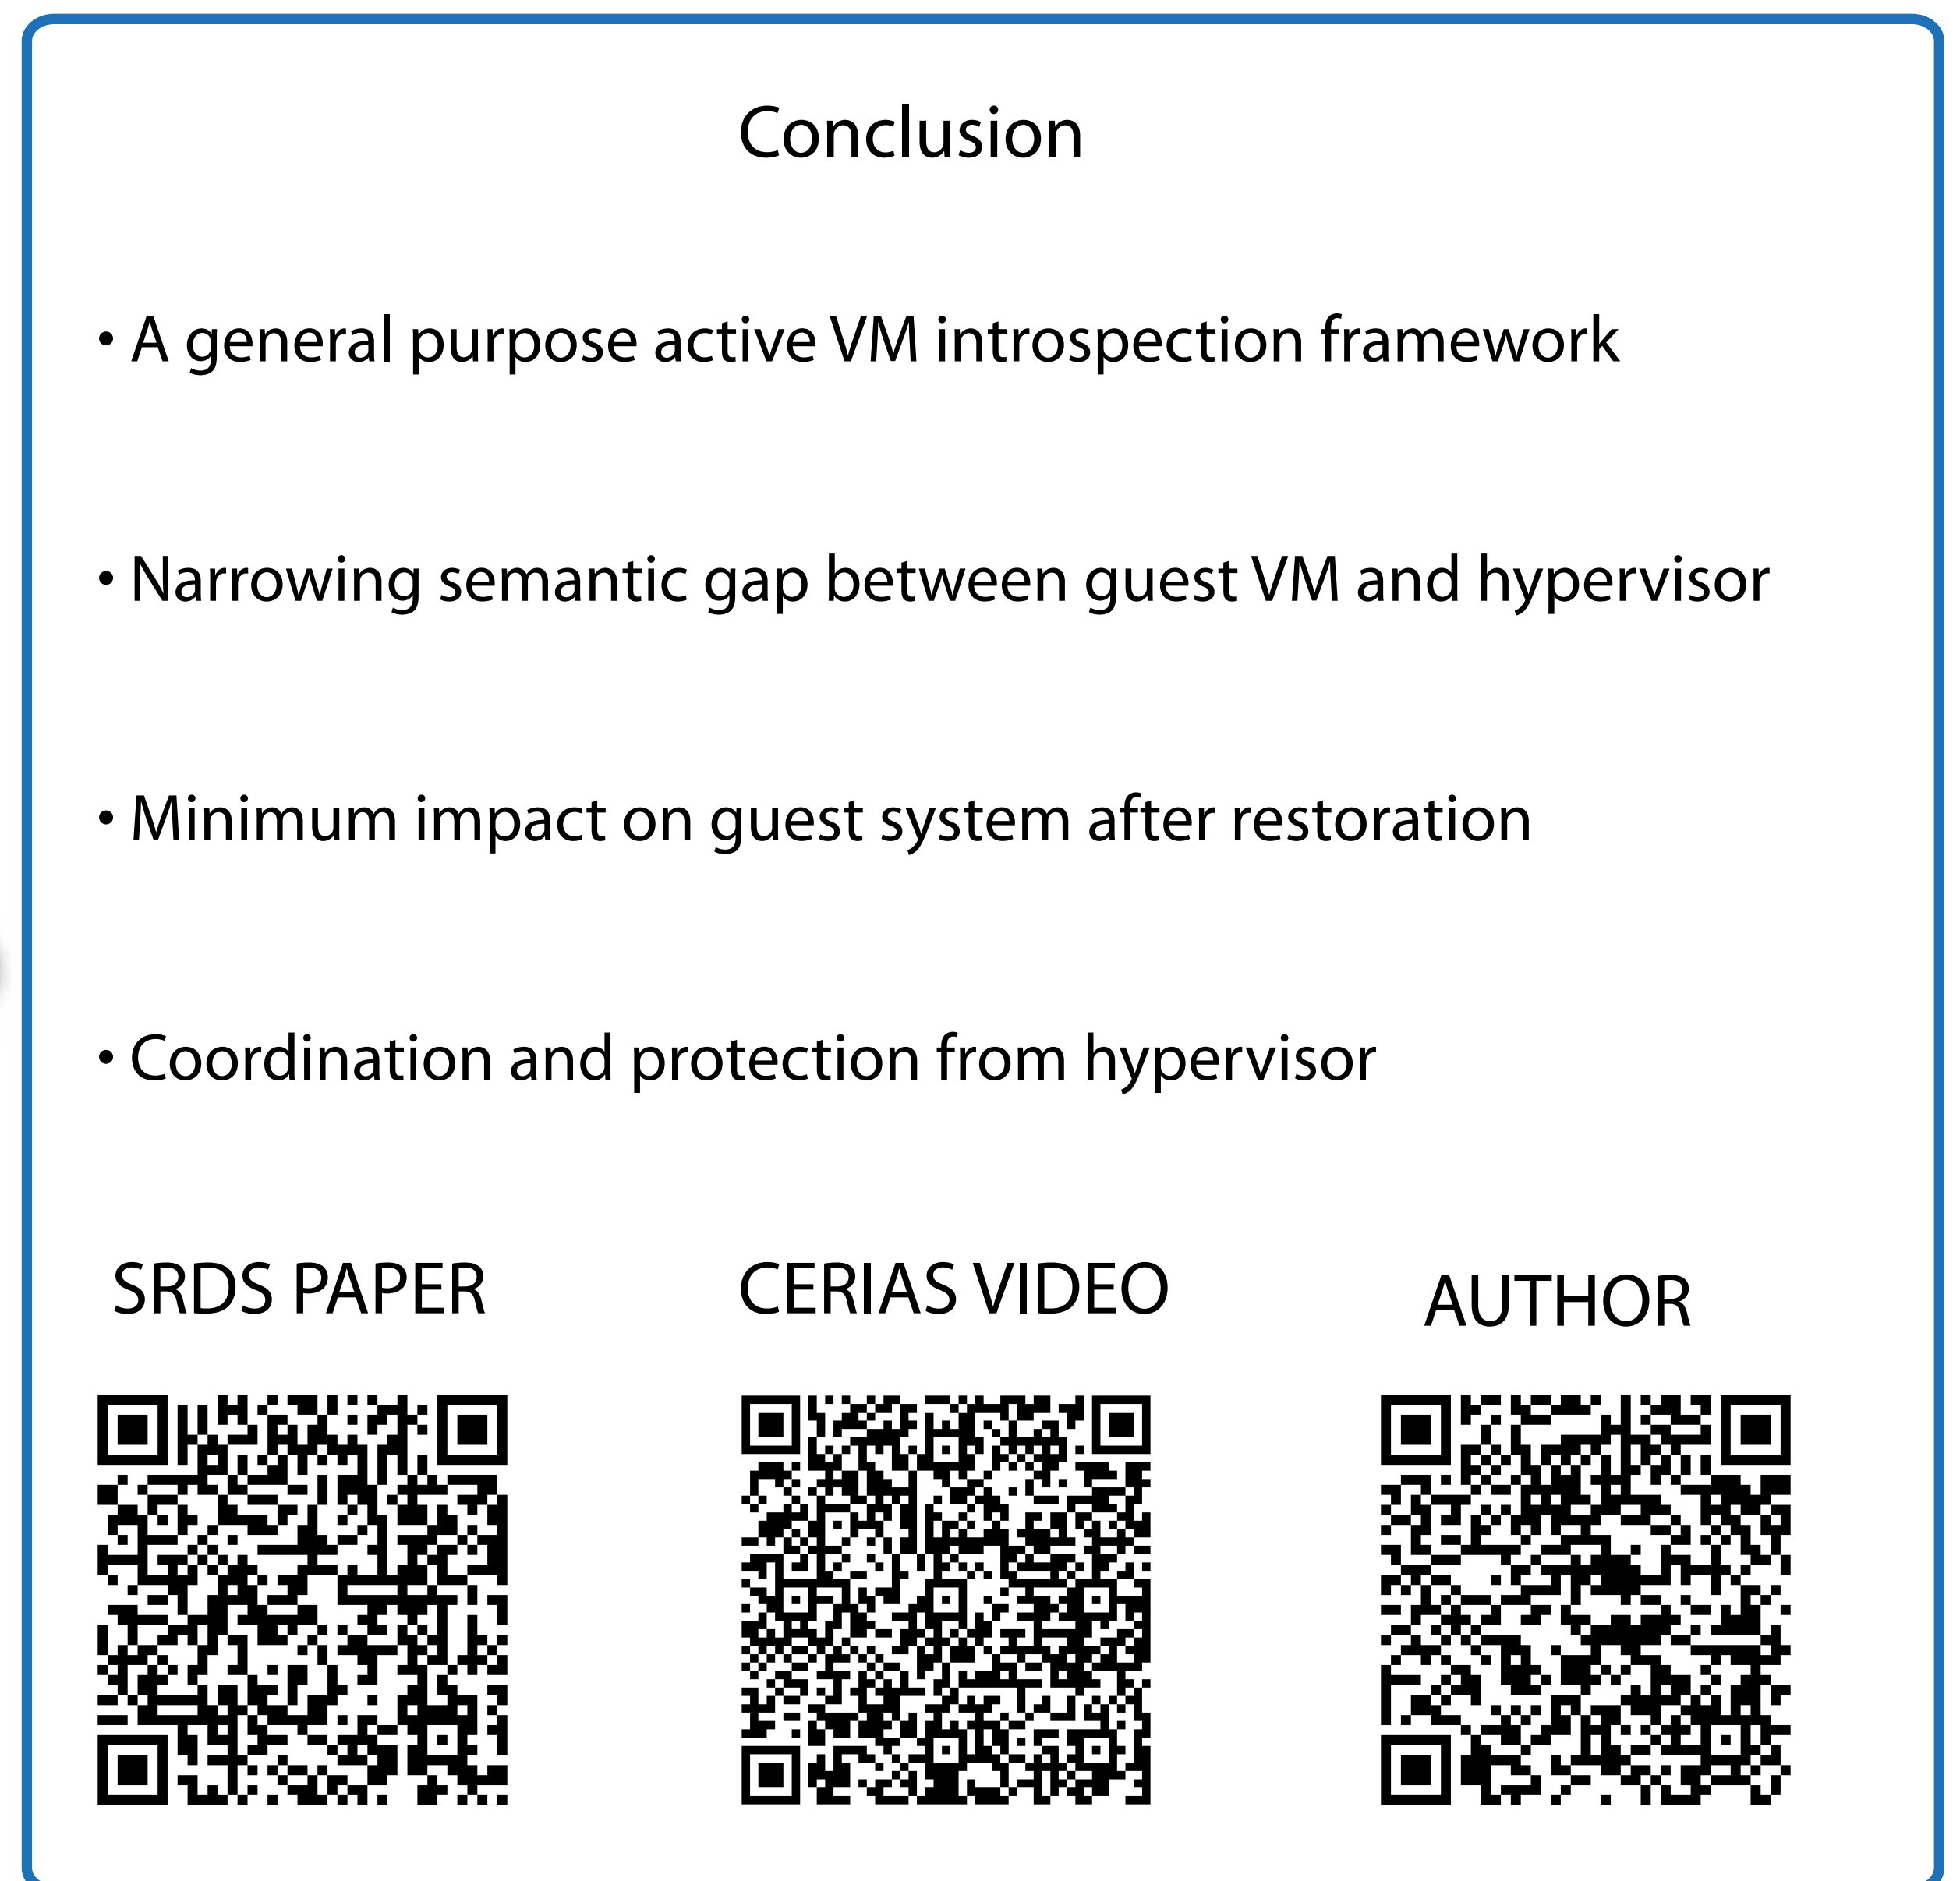 Conclusion
• A general purpose active VM introspection framework
• Narrowing semantic gap between guest VM and hypervisor
• Minimum impact on guest system after restoration
• Coordination and protection from hypervisor
SRDS PAPER
CERIAS VIDEO
AUTHOR